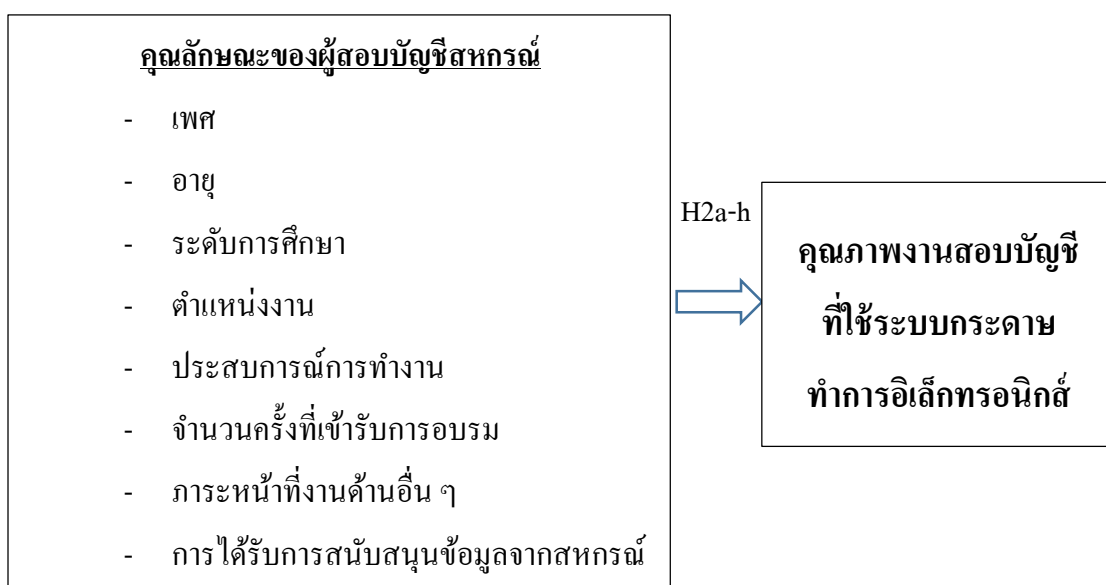 คุณลักษณะของผู้สอบบัญชีสหกรณ์
- เพศ
- อายุ
- ระดับการศึกษา
- ตำแหน่งงาน
- ประสบการณ์การทำงาน
- จำนวนครั้งที่เข้ารับการอบรม
- ภาระหน้าที่งานด้านอื่น ๆ
- การได้รับการสนับสนุนข้อมูลจากสหกรณ์
H2a-h
คุณภาพงานสอบบัญชี
ที่ใช้ระบบกระดาษ
ทำการอิเล็กทรอนิกส์